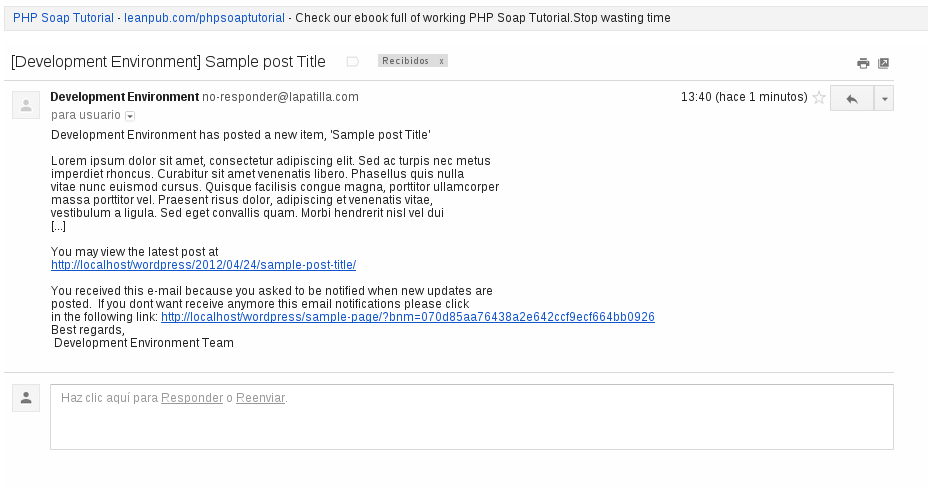 PHP Soap Tutorial - leanpub.com/phpsoaptutorial - Check our ebook full of working PHP Soap Tutorial.Stop wasting time
[Development Environment] Sample post Title
Recibidos x
Development Environment no-responder@lapatilla.com
13:40 (hace 1 minutos)
para usuario
Development Environment has posted a new item, 'Sample post Title'
Lorem ipsum dolor sit amet, consectetur adipiscing elit. Sed ac turpis nec metus
imperdiet rhoncus. Curabitur sit amet venenatis libero. Phasellus quis nulla
vitae nunc euismod cursus. Quisque facilisis congue magna, porttitor ullamcorper
massa porttitor vel. Praesent risus dolor, adipiscing et venenatis vitae,
vestibulum a ligula. Sed eget convallis quam. Morbi hendrerit nisl vel dui
[...]
You may view the latest post at
http://localhost/wordpress/2012/04/24/sample-post-title/
You received this e-mail because you asked to be notified when new updates are
posted.  If you dont want receive anymore this email notifications please click
in the following link: http://localhost/wordpress/sample-page/?bnm=070d85aa76438a2e642ccf9ecf664bb0926
Best regards,
Development Environment Team
Haz clic aquí para Responder o Reenviar.